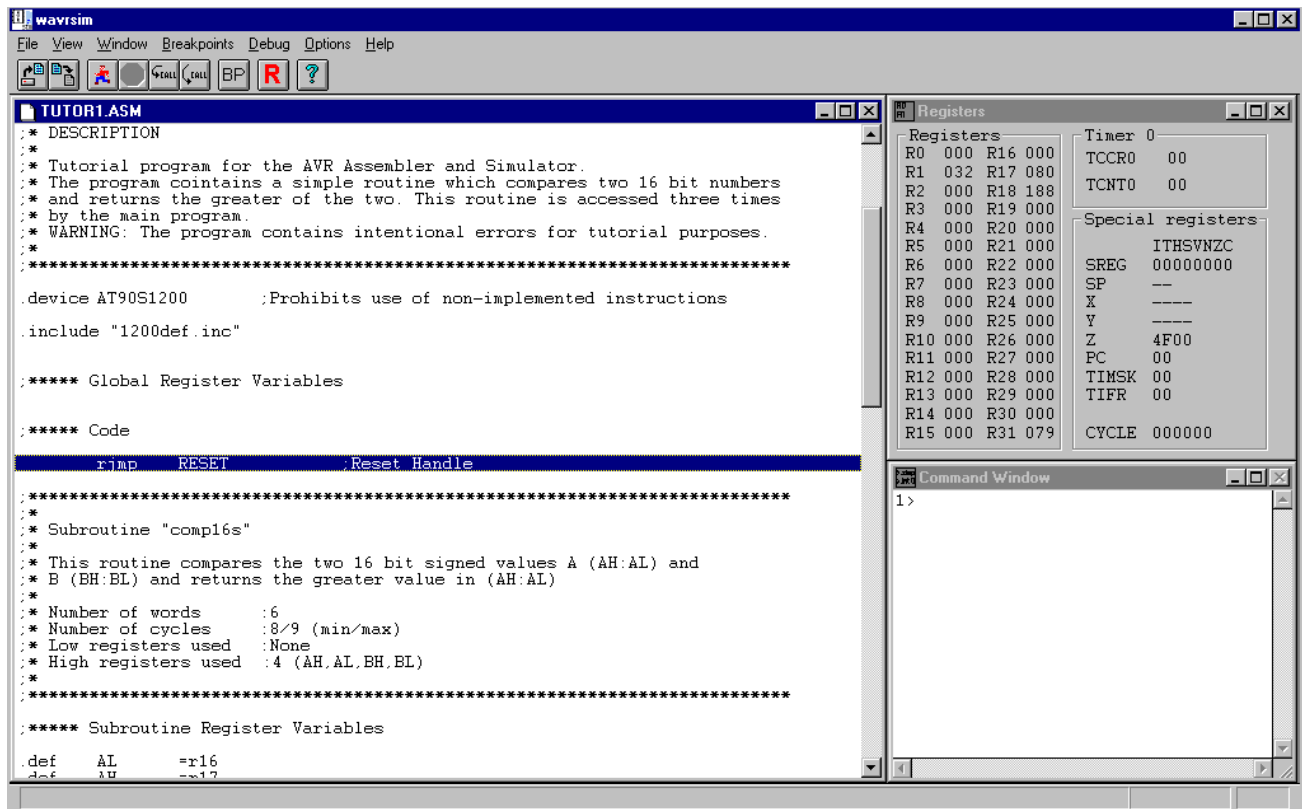 wavrsim
File View Window Breakpoints Debug Options Help
CALL CALL BP R ?
TUTOR1.ASM
;* DESCRIPTION
;*
;* Tutorial program for the AVR Assembler and Simulator.
;* The program cointains a simple routine which compares two 16 bit numbers
;* and returns the greater of the two. This routine is accessed three times
;* by the main program.
;* WARNING: The program contains intentional errors for tutorial purposes.
;*
;***************************************************************************
.device AT90S1200 ;Prohibits use of non-implemented instructions
.include "1200def.inc"
;***** Global Register Variables
;***** Code
rjmp RESET ;Reset Handle
;***************************************************************************
;*
;* Subroutine "comp16s"
;*
;* This routine compares the two 16 bit signed values A (AH:AL) and
;* B (BH:BL) and returns the greater value in (AH:AL)
;*
;* Number of words :6
;* Number of cycles :8/9 (min/max)
;* Low registers used :None
;* High registers used :4 (AH,AL,BH,BL)
;*
;***************************************************************************
;***** Subroutine Register Variables
.def AL =r16
.def AH =r17
Registers
Registers
R0 000 R16 000
R1 032 R17 080
R2 000 R18 188
R3 000 R19 000
R4 000 R20 000
R5 000 R21 000
R6 000 R22 000
R7 000 R23 000
R8 000 R24 000
R9 000 R25 000
R10 000 R26 000
R11 000 R27 000
R12 000 R28 000
R13 000 R29 000
R14 000 R30 000
R15 000 R31 079
Timer 0
TCCR0 00
TCNT0 00
Special registers
ITHSVNZC
SREG 00000000
SP --
X ----
Y ----
Z 4F00
PC 00
TIMSK 00
TIFR 00
CYCLE 000000
Command Window
1>